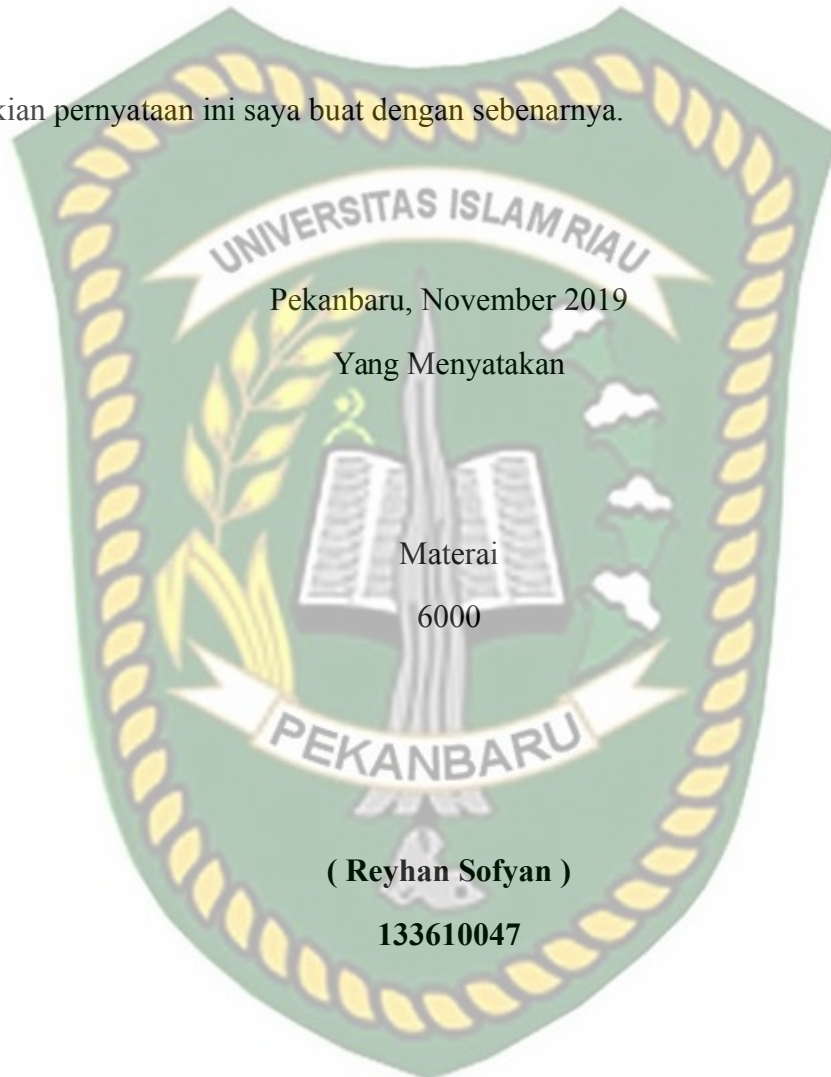 pernyataan ini saya buat dengan sebenarnya.
UNIVERSITAS ISLAM RIAU
Pekanbaru, November 2019
Yang Menyatakan
Materai
6000
PEKANBARU
( Reyhan Sofyan )
133610047